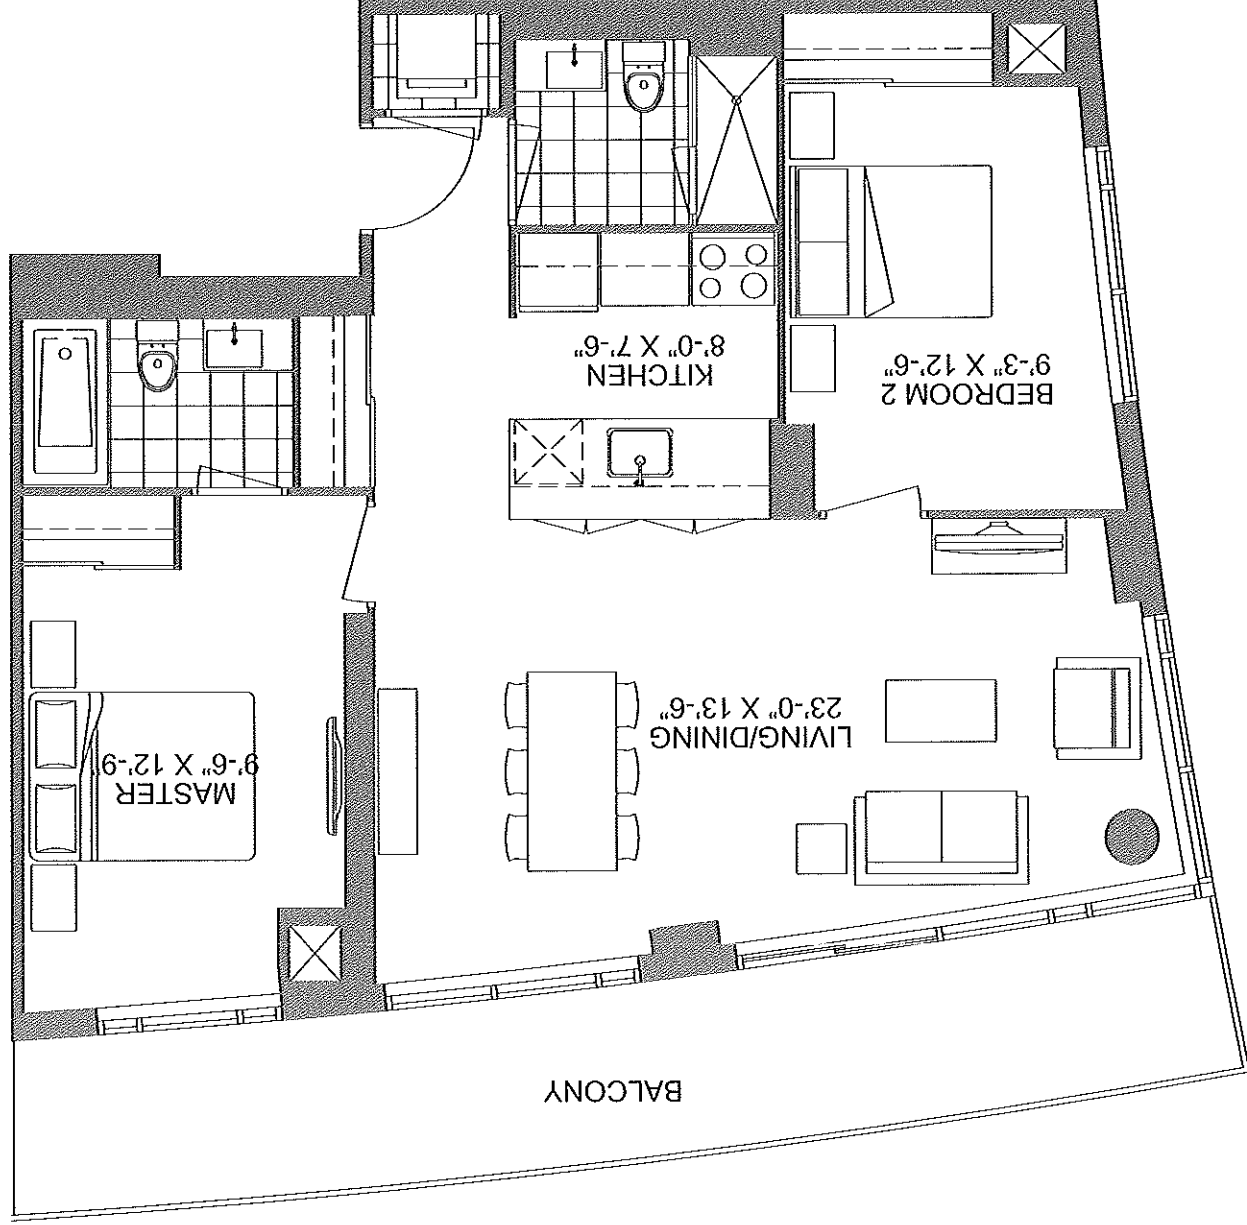 BALCONY
MASTER
9'-6" X 12'-9"
LIVING/DINING
23'-0" X 13'-6"
BEDROOM 2
9'-3" X 12'-6"
KITCHEN
8'-0" X 7'-6"